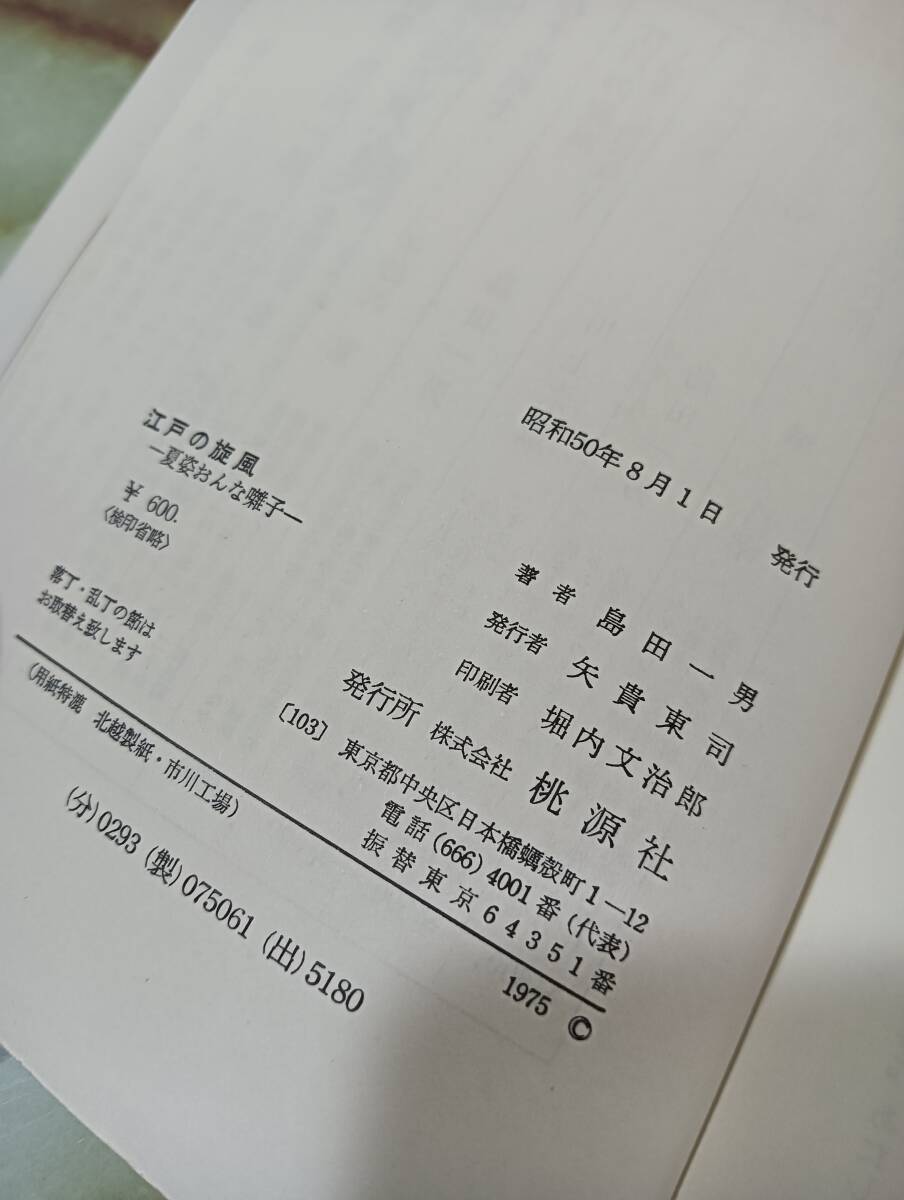 江戸の旋風
―夏姿おんな囃子―
￥ 600.
〈検印省略〉
落丁・乱丁の節は
お取替え致します
昭和50年8月1日 発行
著者 島田一男
発行者 矢貴東司
印刷者 堀内文治郎
発行所 株式会社 桃源社
〔103〕 東京都中央区日本橋蠣殻町1―12
電話(666) 4001番(代表)
振替東京64351番
(用紙特漉 北越製紙・市川工場)
1975 ©
(分)0293 (製)075061 (出)5180